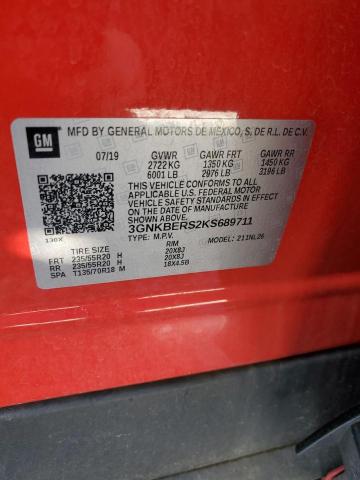 GM
MFD BY GENERAL MOTORS DE MEXICO, S. DE R.L. DE C.V.
07/19 GVWR GAWR FRT GAWR RR
2722 KG 1350 KG 1450 KG
6001 LB 2976 LB 3196 LB
THIS VEHICLE CONFORMS TO ALL
APPLICABLE U.S. FEDERAL MOTOR
VEHICLE SAFETY STANDARDS IN EFFECT ON
THE DATE OF MANUFACTURE SHOWN ABOVE.
3GNKBERS2KS689711
138X TYPE: M.P.V. MODEL: 211NL26
TIRE SIZE RIM
FRT 235/55R20 H 20X8J
RR 235/55R20 H 20X8J
SPA T135/70R18 M 18X4.5B